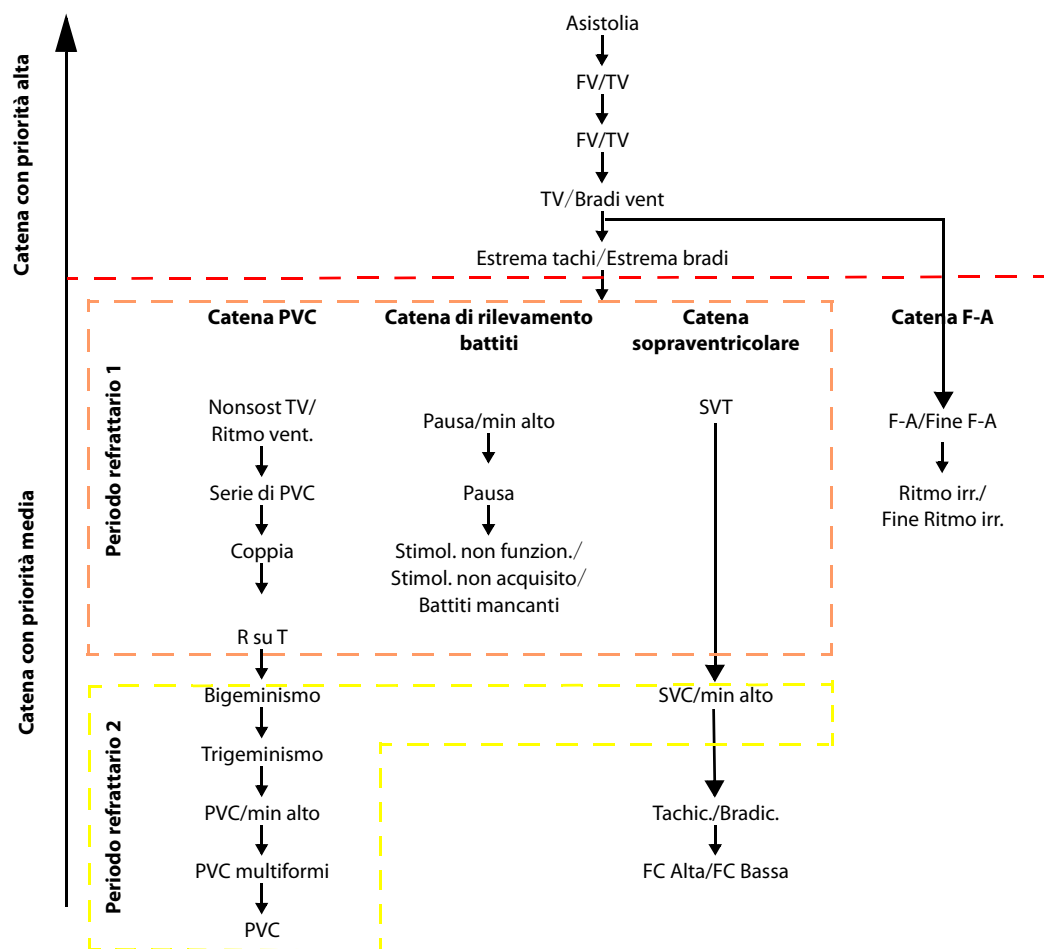 Catena con priorità alta
Asistolia
FV/TV
FV/TV
TV/Bradi vent
Estrema tachi/Estrema bradi
Catena con priorità media
Periodo refrattario 1
Catena PVC
Nonsost TV/
Ritmo vent.
Serie di PVC
Coppia
R su T
Catena di rilevamento
battiti
Pausa/min alto
Pausa
Stimol. non funzion./
Stimol. non acquisito/
Battiti mancanti
Catena
sopraventricolare
SVT
Catena F-A
F-A/Fine F-A
Ritmo irr./
Fine Ritmo irr.
Periodo refrattario 2
Bigeminismo
Trigeminismo
PVC/min alto
PVC multiformi
PVC
SVC/min alto
Tachic./Bradic.
FC Alta/FC Bassa